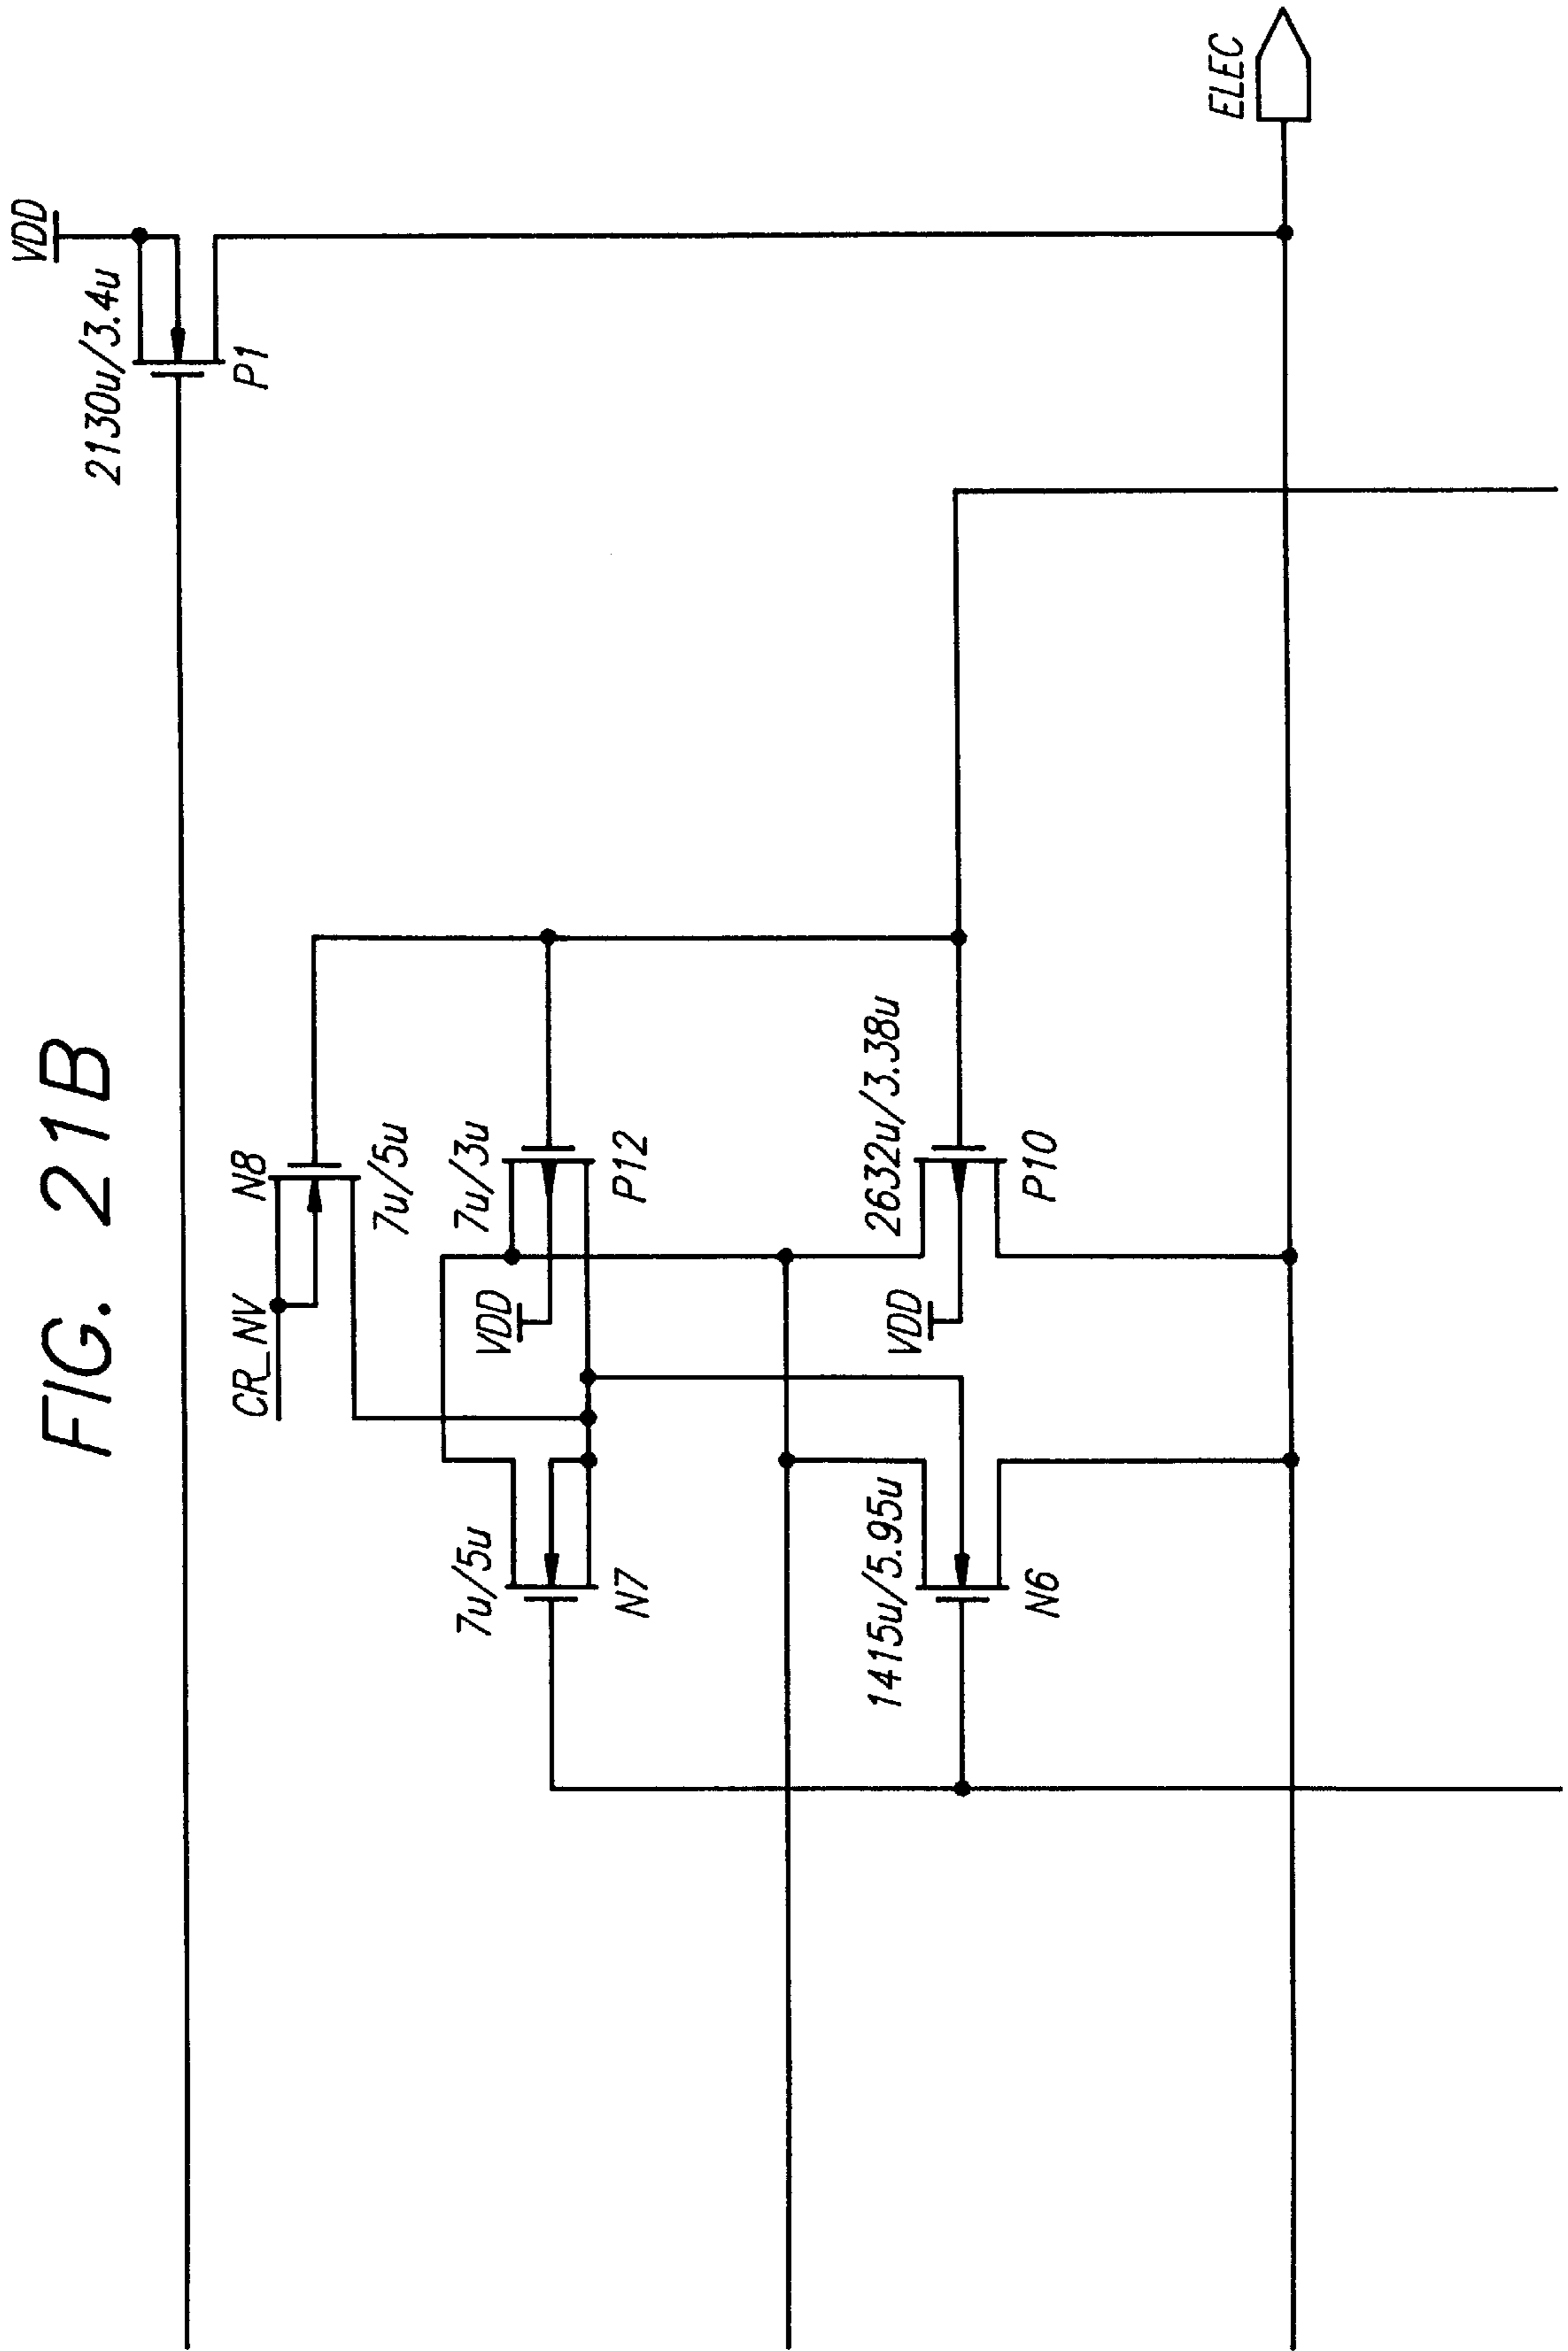 FIG. 21B
VDD
2130u/3.4u
P1
CR_NV
N8
7u/5u
7u/5u
N7
7u/3u
VDD
P12
1415u/5.95u
N6
2632u/3.38u
VDD
P10
ELEC